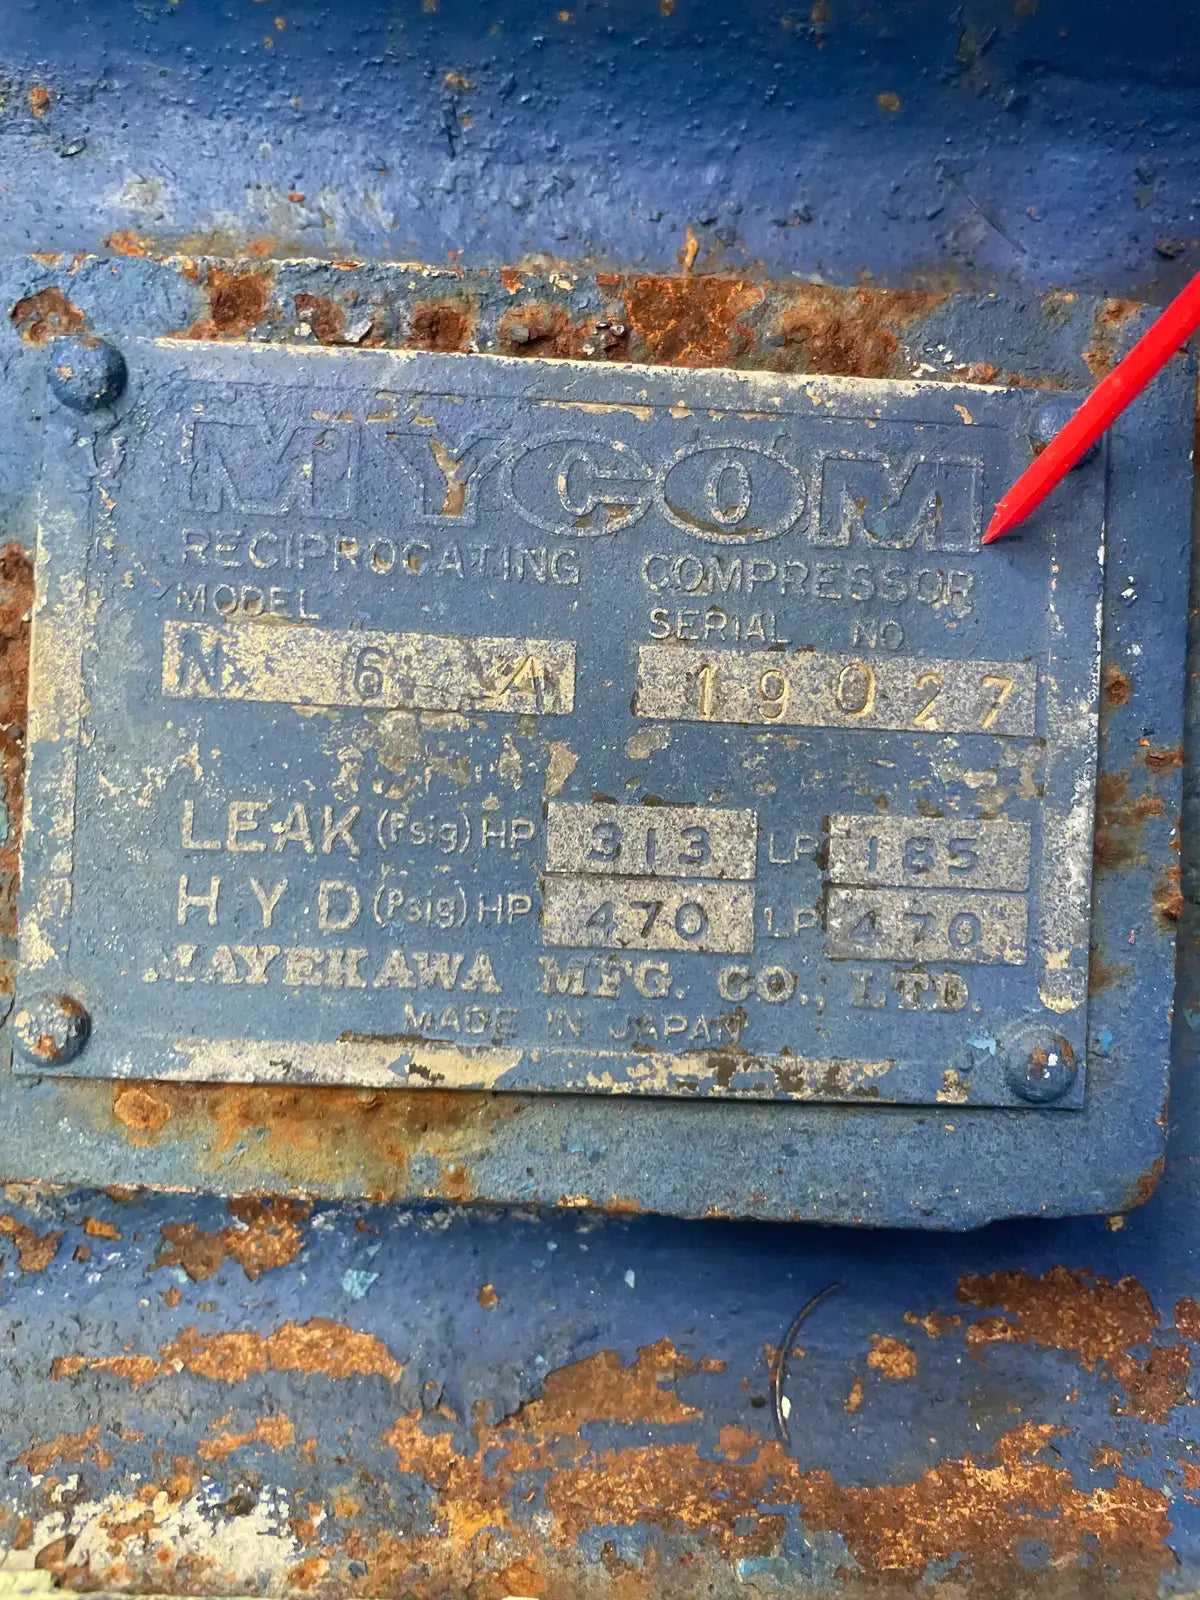 MYCOM
RECIPROCATING COMPRESSOR
MODEL SERIAL NO
N 6 A 19027
LEAK (Psig) HP 313 LP 185
HYD (Psig) HP 470 LP 470
MAYEKAWA MFG. CO., LTD.
MADE IN JAPAN